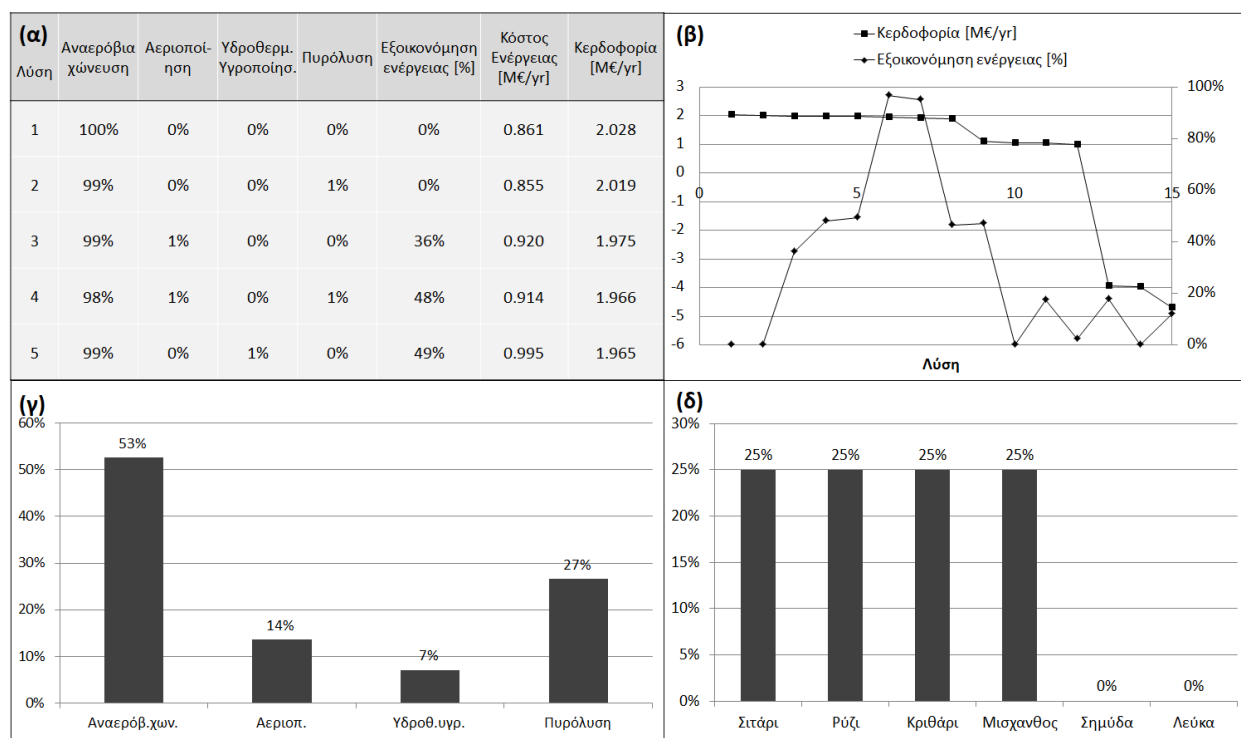 (α)
Λύση
Αναερόβια
χώνευση
Αεριοποί-
ηση
Υδροθερμ.
Υγροποίησ.
Πυρόλυση
Εξοικονόμηση
ενέργειας [%]
Κόστος
Ενέργειας
[M€/yr]
Κερδοφορία
[M€/yr]
1 100% 0% 0% 0% 0% 0.861 2.028
2 99% 0% 0% 1% 0% 0.855 2.019
3 99% 1% 0% 0% 36% 0.920 1.975
4 98% 1% 0% 1% 48% 0.914 1.966
5 99% 0% 1% 0% 49% 0.995 1.965
(β)
Κερδοφορία [M€/yr]
Εξοικονόμηση ενέργειας [%]
3
2
1
0
-1
-2
-3
-4
-5
-6
0 5 10 15
100%
80%
60%
40%
20%
0%
Λύση
(γ)
60%
50%
40%
30%
20%
10%
0%
53%
14%
7%
27%
Αναερόβ.χων.
Αεριοπ.
Υδροθ.υγρ.
Πυρόλυση
(δ)
30%
25%
20%
15%
10%
5%
0%
25%
25%
25%
25%
0%
0%
Σιτάρι
Ρύζι
Κριθάρι
Μισχανθος
Σημύδα
Λεύκα